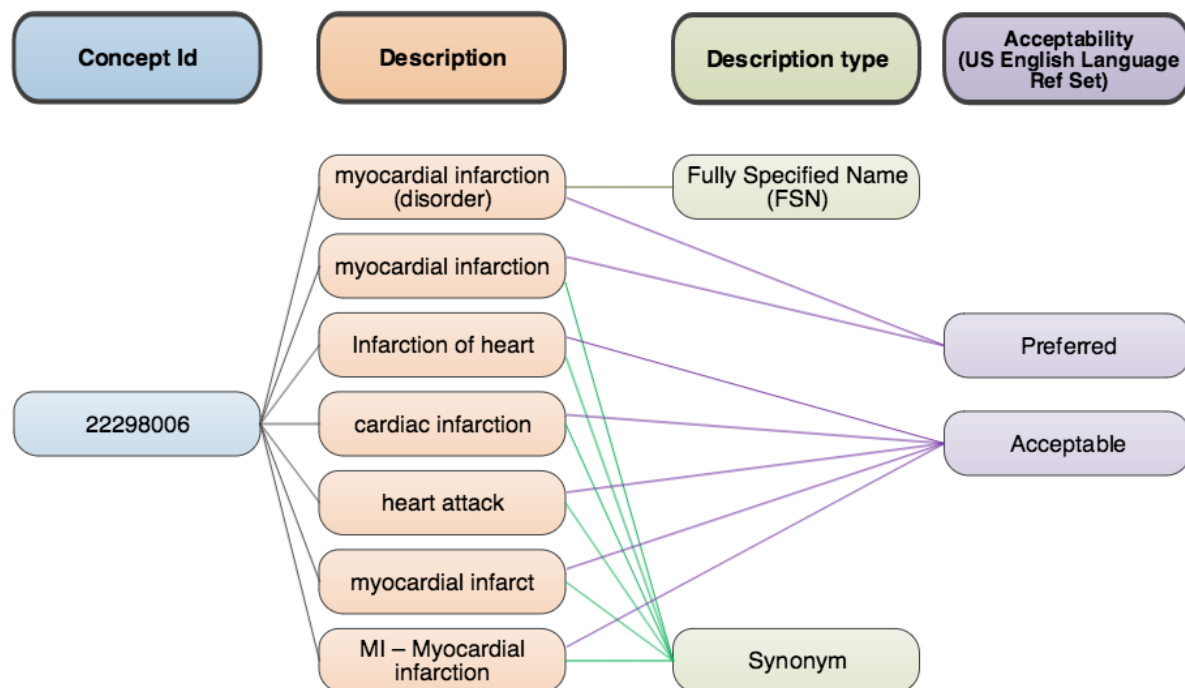 Concept Id
Description
Description type
Acceptability
(US English Language
Ref Set)
myocardial infarction
(disorder)
Fully Specified Name
(FSN)
myocardial infarction
Infarction of heart
Preferred
22298006
cardiac infarction
Acceptable
heart attack
myocardial infarct
MI – Myocardial
infarction
Synonym